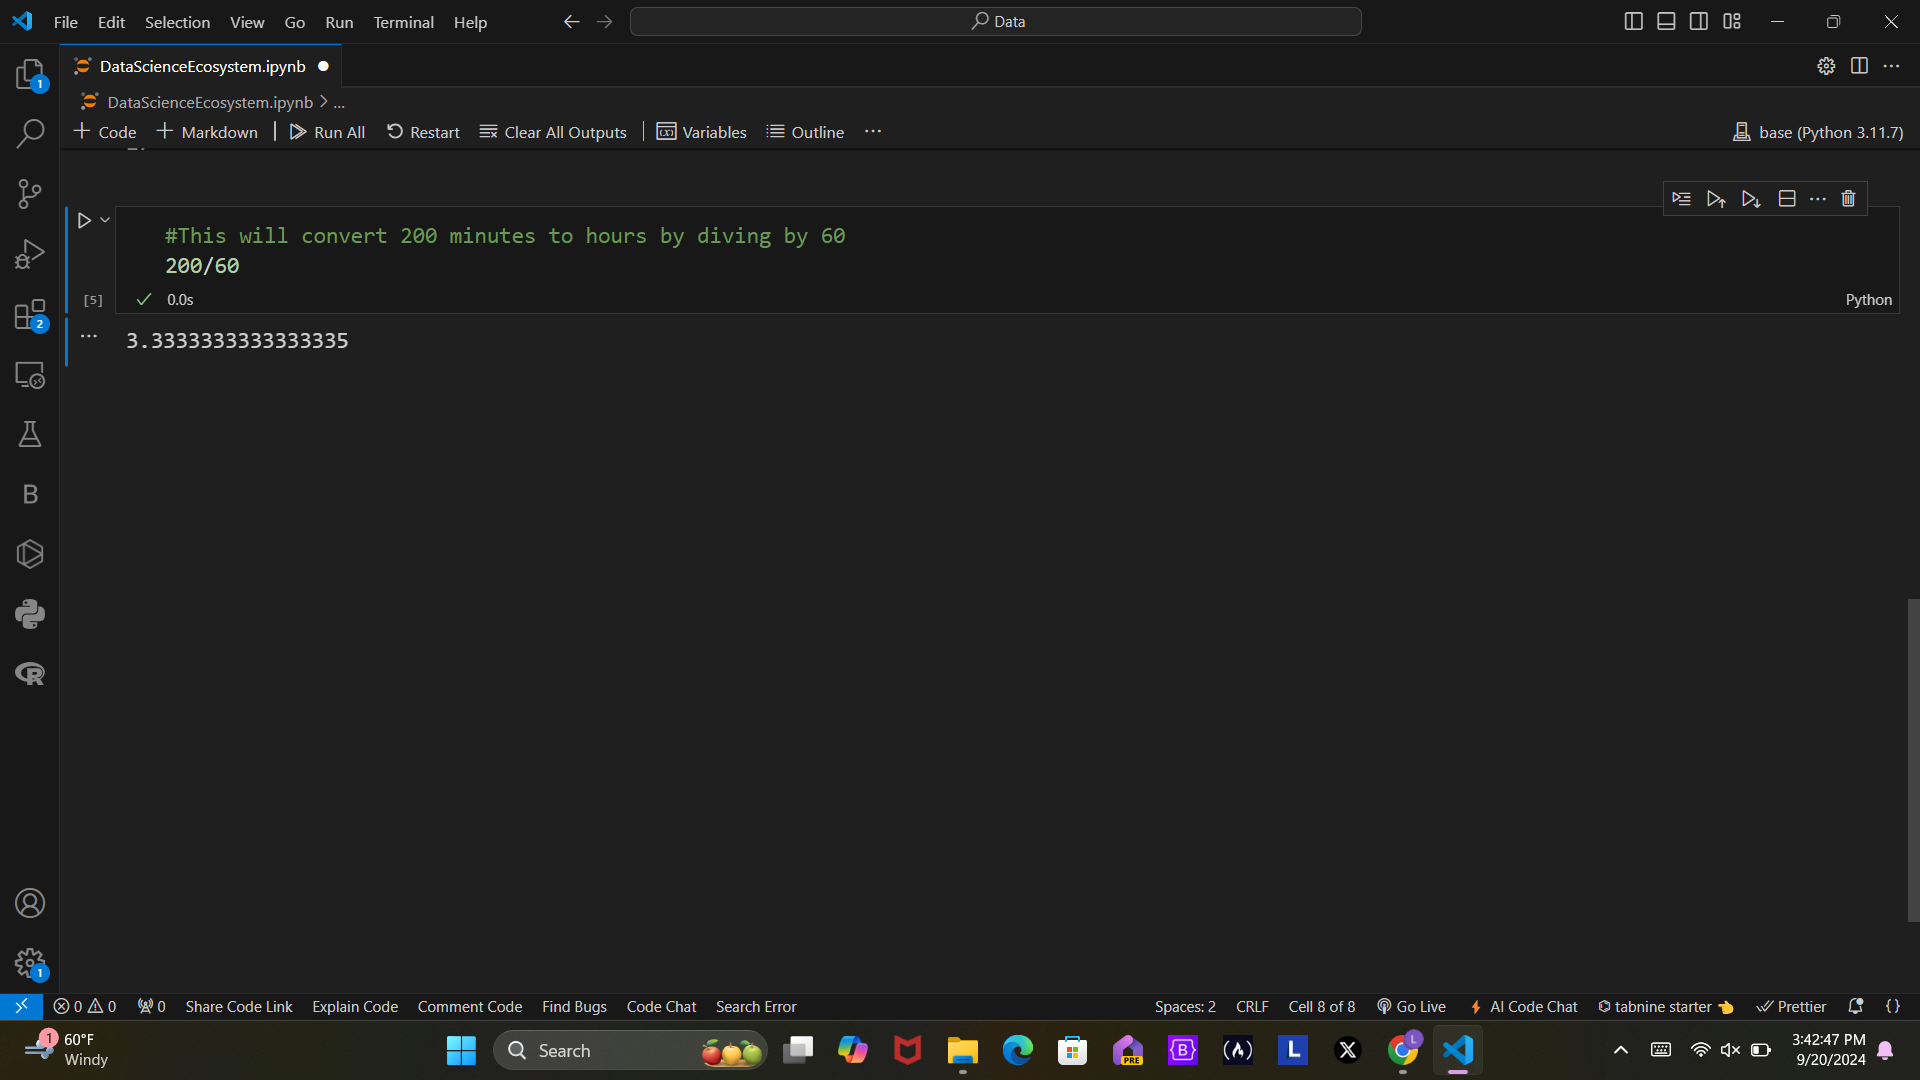 File Edit Selection View Go Run Terminal Help
Data
DataScienceEcosystem.ipynb
DataScienceEcosystem.ipynb > ...
Code Markdown Run All Restart Clear All Outputs Variables Outline ...
base (Python 3.11.7)
1
#This will convert 200 minutes to hours by diving by 60
200/60
[5] 0.0s Python
3.3333333333333335
2
B
R
1
0 0 0 Share Code Link Explain Code Comment Code Find Bugs Code Chat Search Error
Spaces: 2 CRLF Cell 8 of 8 Go Live AI Code Chat tabnine starter Prettier {}
1 60°F
Windy
Search
PRE
B
L
X
L
3:42:47 PM
9/20/2024